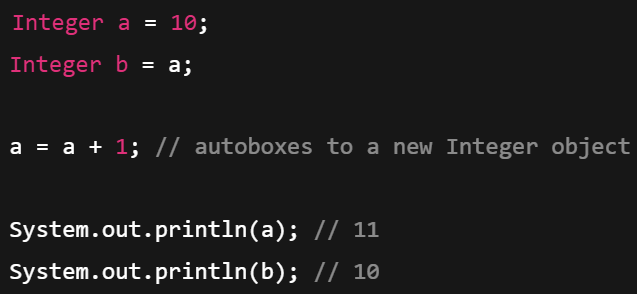 Integer a = 10;
Integer b = a;
a = a + 1; // autoboxes to a new Integer object
System.out.println(a); // 11
System.out.println(b); // 10